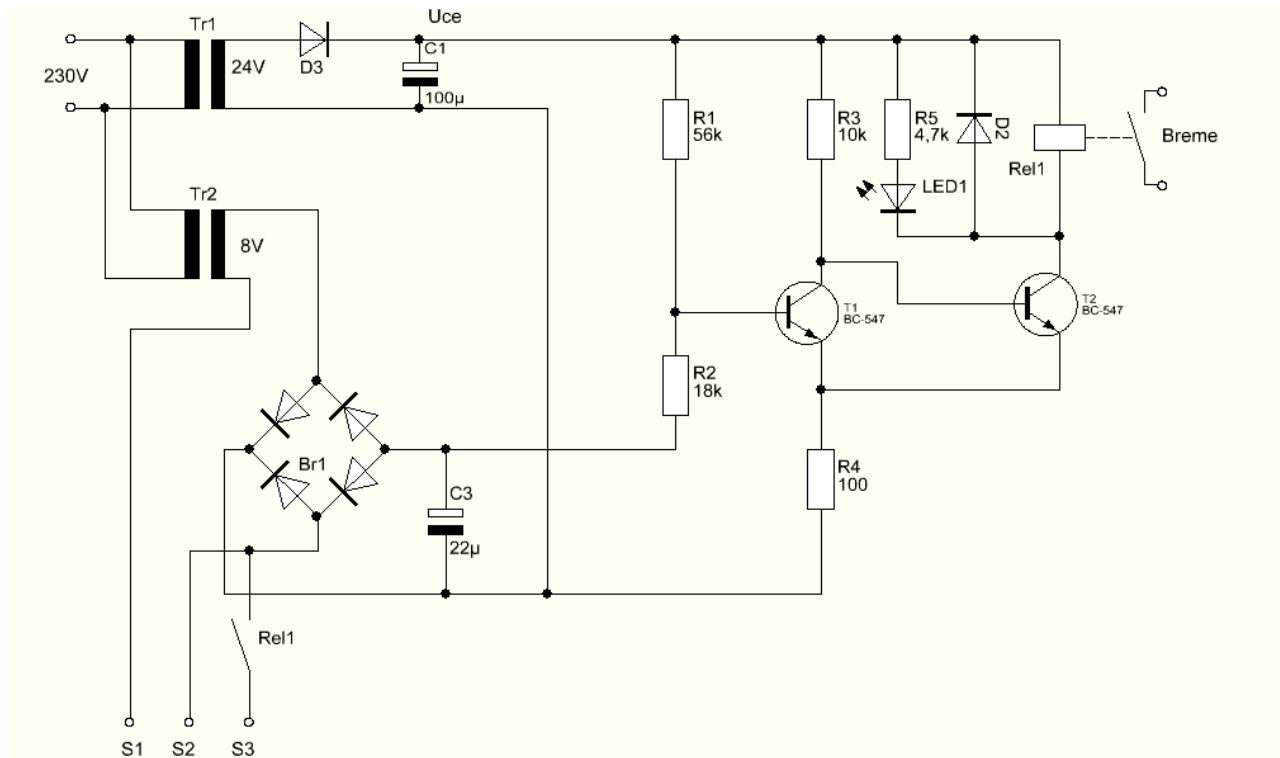 Uce
Tr1
230V
24V
D3
C1
100µ
R1
56k
R3
10k
R5
4,7k
D2
Rel1
Breme
LED1
Tr2
8V
T1
BC-547
T2
BC-547
R2
18k
Br1
R4
100
C3
22µ
Rel1
S1
S2
S3